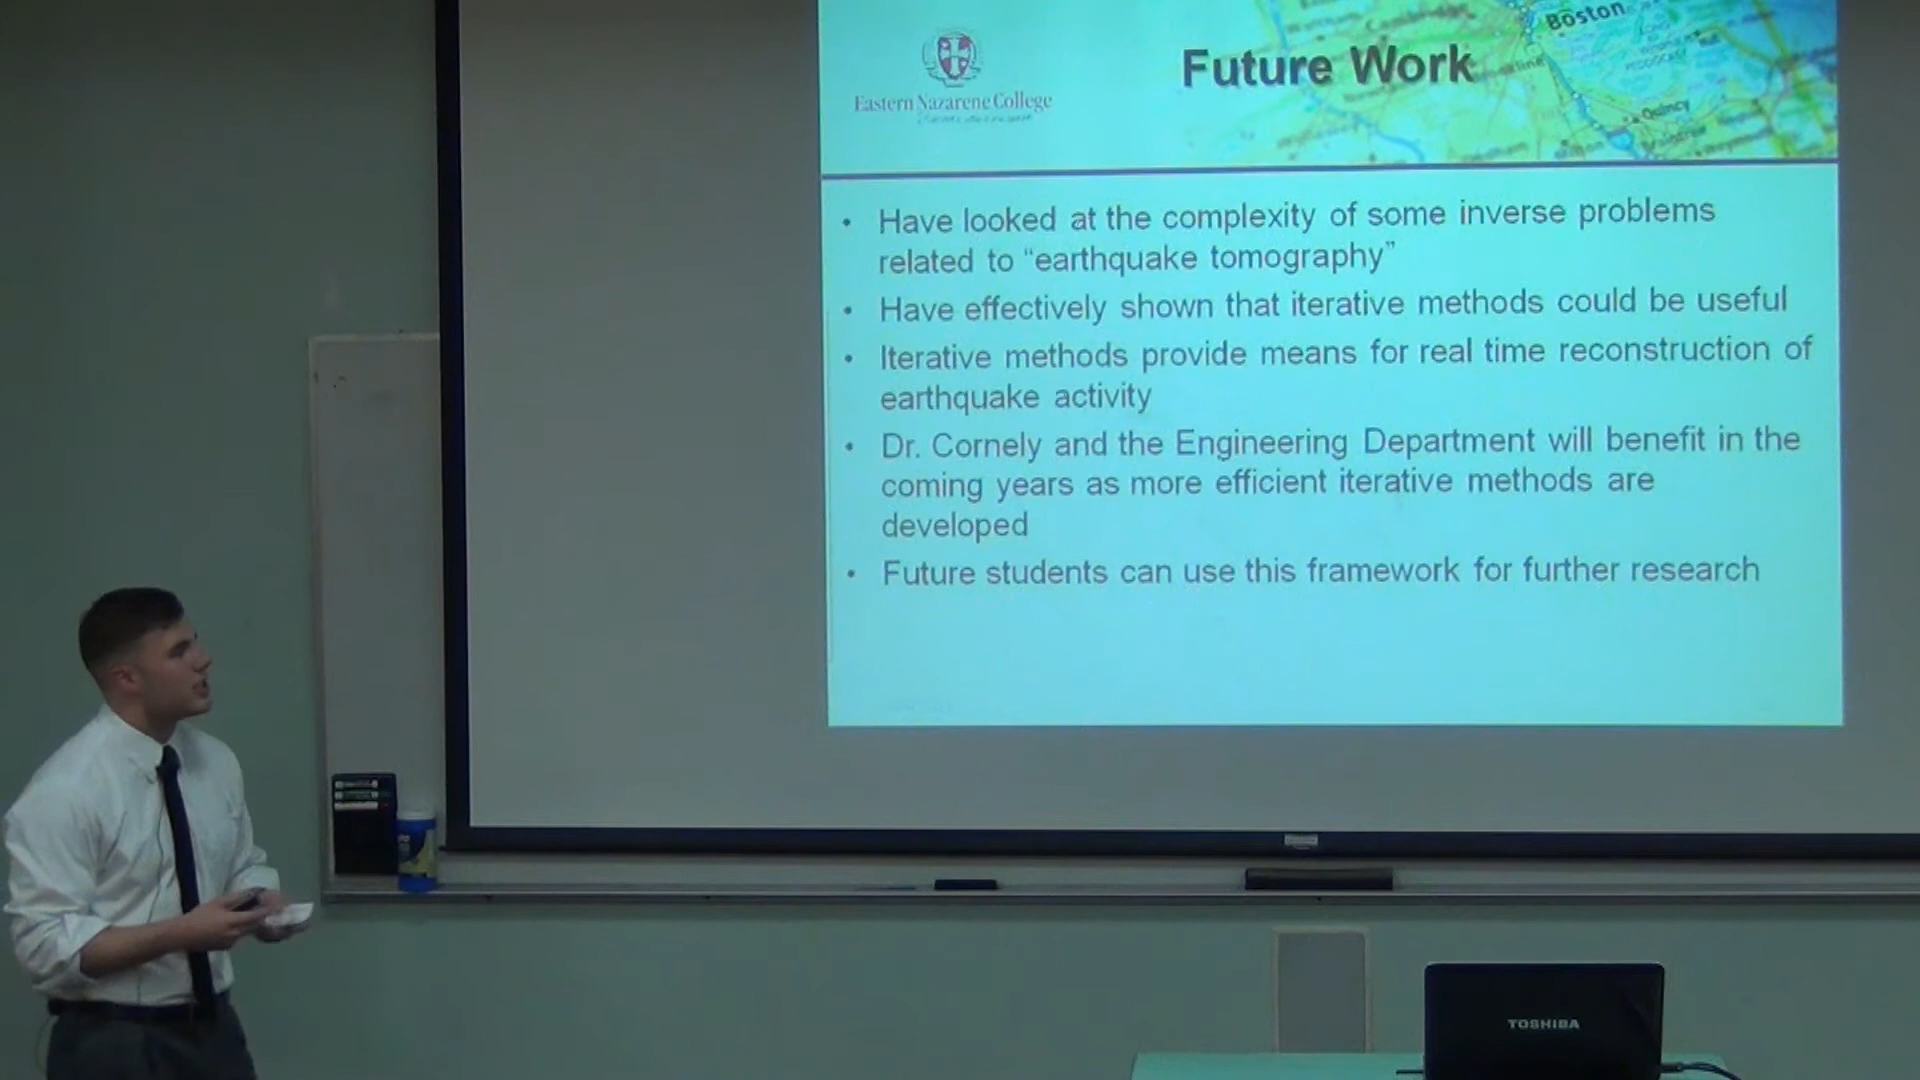 Boston
Cambridge
Future Work
Eastern Nazarene College
Quincy
• Have looked at the complexity of some inverse problems
related to “earthquake tomography”
• Have effectively shown that iterative methods could be useful
• Iterative methods provide means for real time reconstruction of
earthquake activity
• Dr. Cornely and the Engineering Department will benefit in the
coming years as more efficient iterative methods are
developed
• Future students can use this framework for further research
TOSHIBA